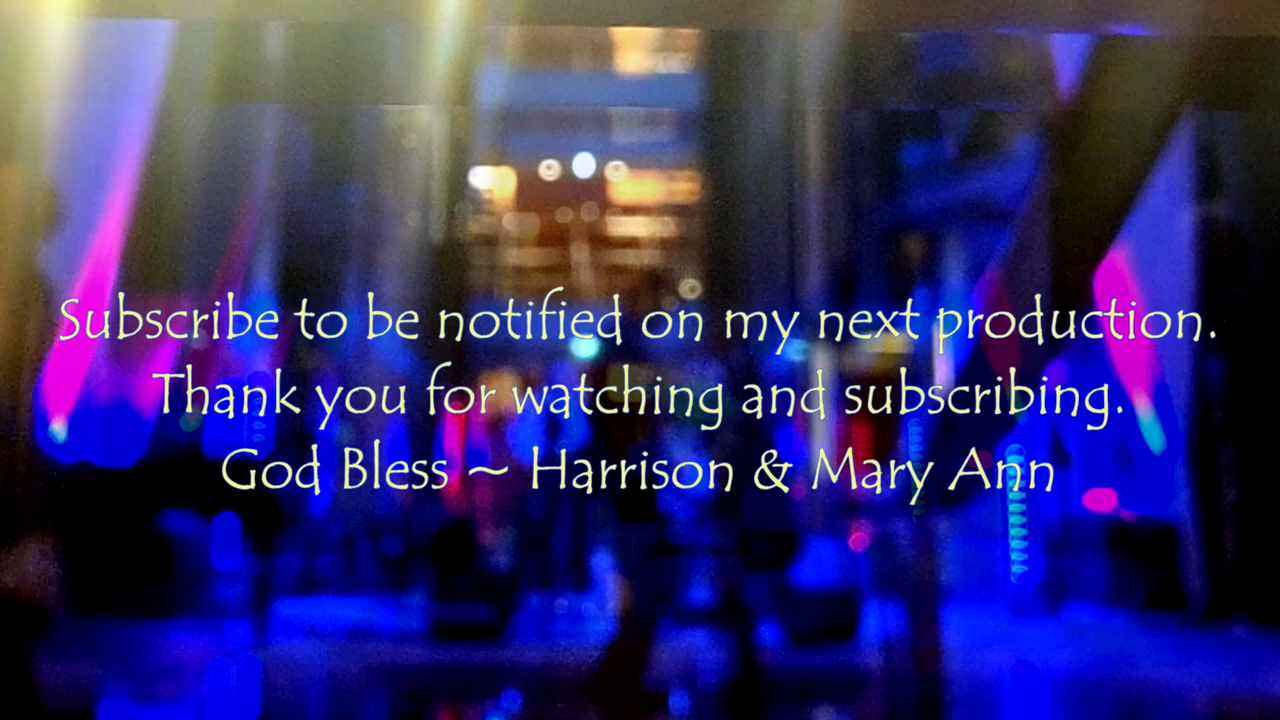 Subscribe to be notified on my next production.
Thank you for watching and subscribing.
God Bless ~ Harrison & Mary Ann